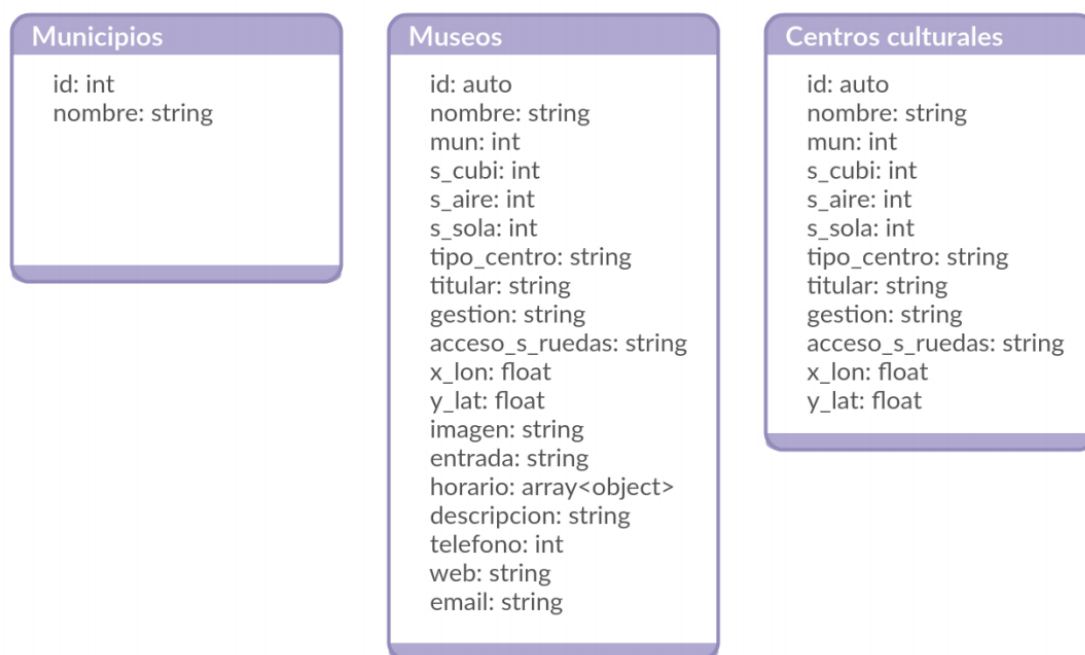 Municipios
id: int
nombre: string
Museos
id: auto
nombre: string
mun: int
s_cubi: int
s_aire: int
s_sola: int
tipo_centro: string
titular: string
gestion: string
acceso_s_ruedas: string
x_lon: float
y_lat: float
imagen: string
entrada: string
horario: array<object>
descripcion: string
telefono: int
web: string
email: string
Centros culturales
id: auto
nombre: string
mun: int
s_cubi: int
s_aire: int
s_sola: int
tipo_centro: string
titular: string
gestion: string
acceso_s_ruedas: string
x_lon: float
y_lat: float